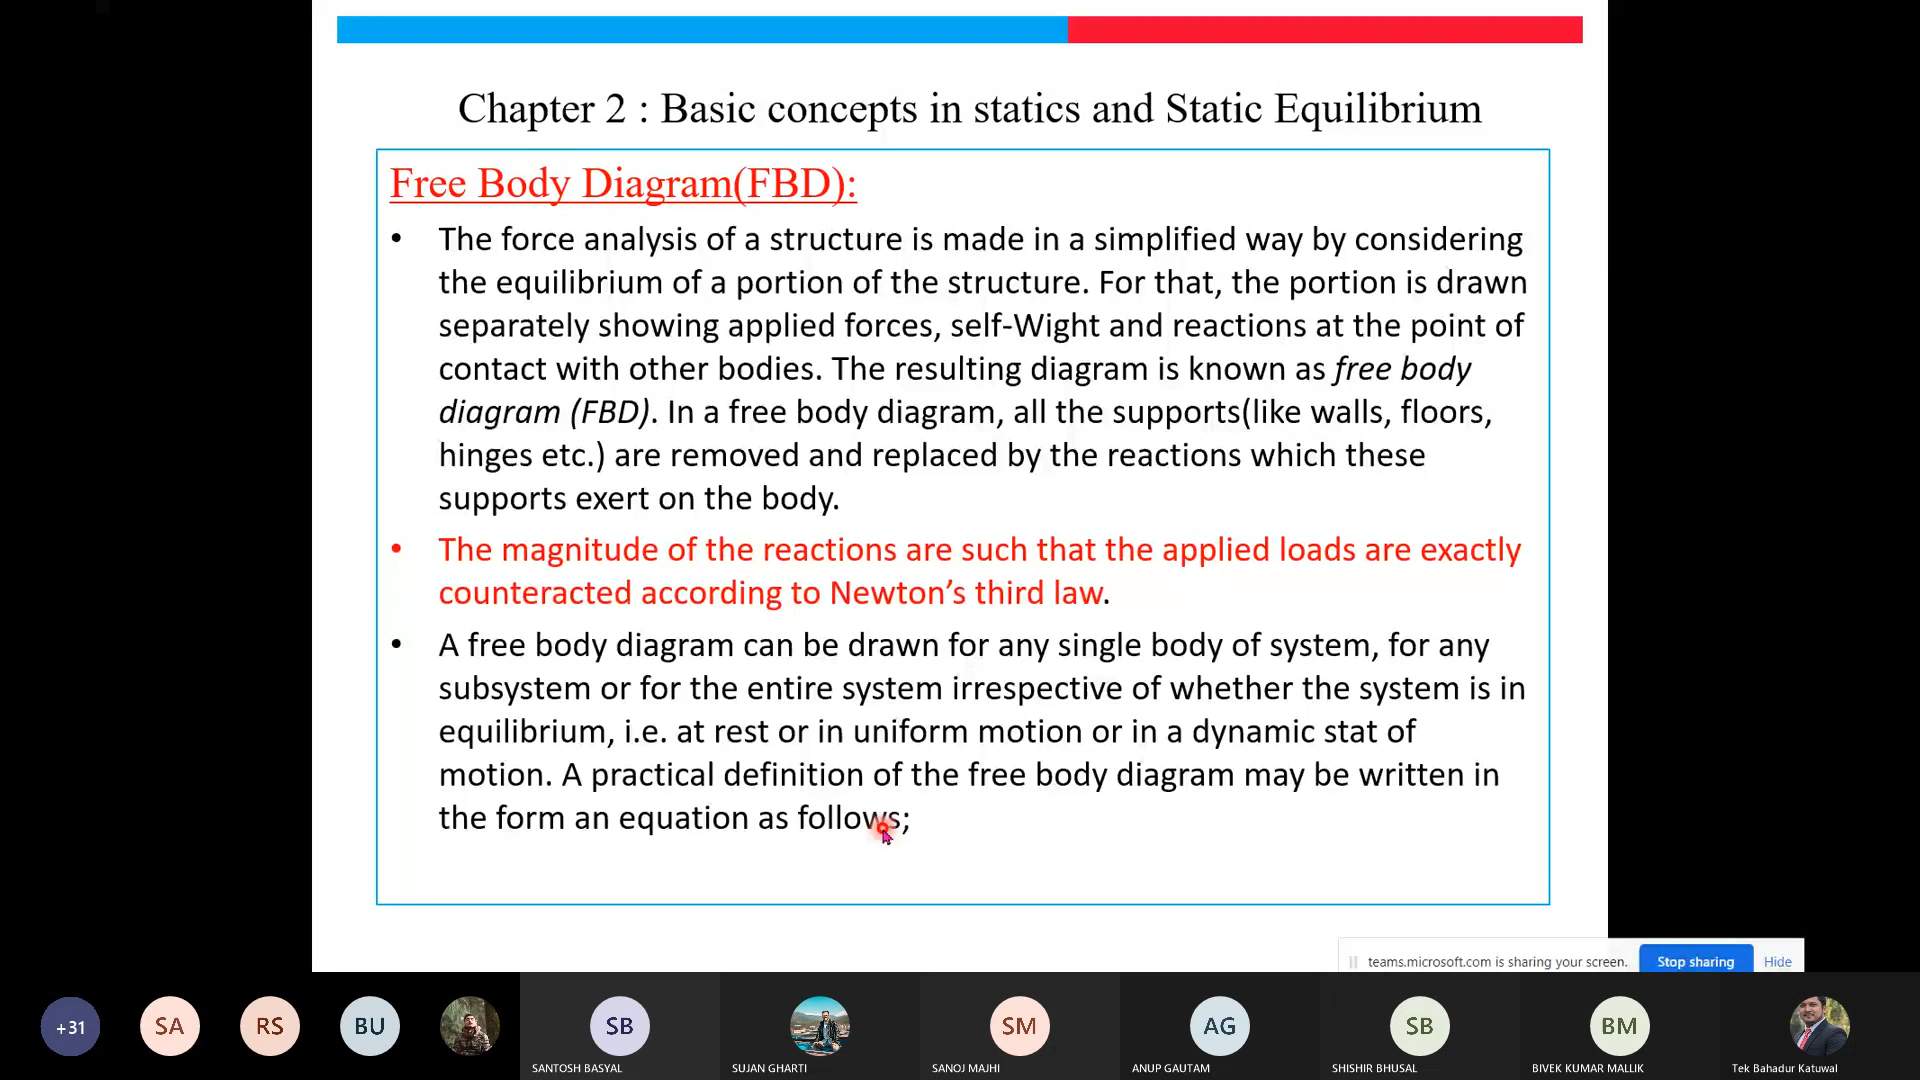 Chapter 2 : Basic concepts in statics and Static Equilibrium
Free Body Diagram(FBD):
• The force analysis of a structure is made in a simplified way by considering
the equilibrium of a portion of the structure. For that, the portion is drawn
separately showing applied forces, self-Wight and reactions at the point of
contact with other bodies. The resulting diagram is known as free body
diagram (FBD). In a free body diagram, all the supports(like walls, floors,
hinges etc.) are removed and replaced by the reactions which these
supports exert on the body.
• The magnitude of the reactions are such that the applied loads are exactly
counteracted according to Newton’s third law.
• A free body diagram can be drawn for any single body of system, for any
subsystem or for the entire system irrespective of whether the system is in
equilibrium, i.e. at rest or in uniform motion or in a dynamic stat of
motion. A practical definition of the free body diagram may be written in
the form an equation as follows;
teams.microsoft.com is sharing your screen. Stop sharing Hide
+31 SA RS BU SB SM AG SB BM
SANTOSH BASYAL SUJAN GHARTI SANOJ MAJHI ANUP GAUTAM SHISHIR BHUSAL BIVEK KUMAR MALLIK Tek Bahadur Katuwal